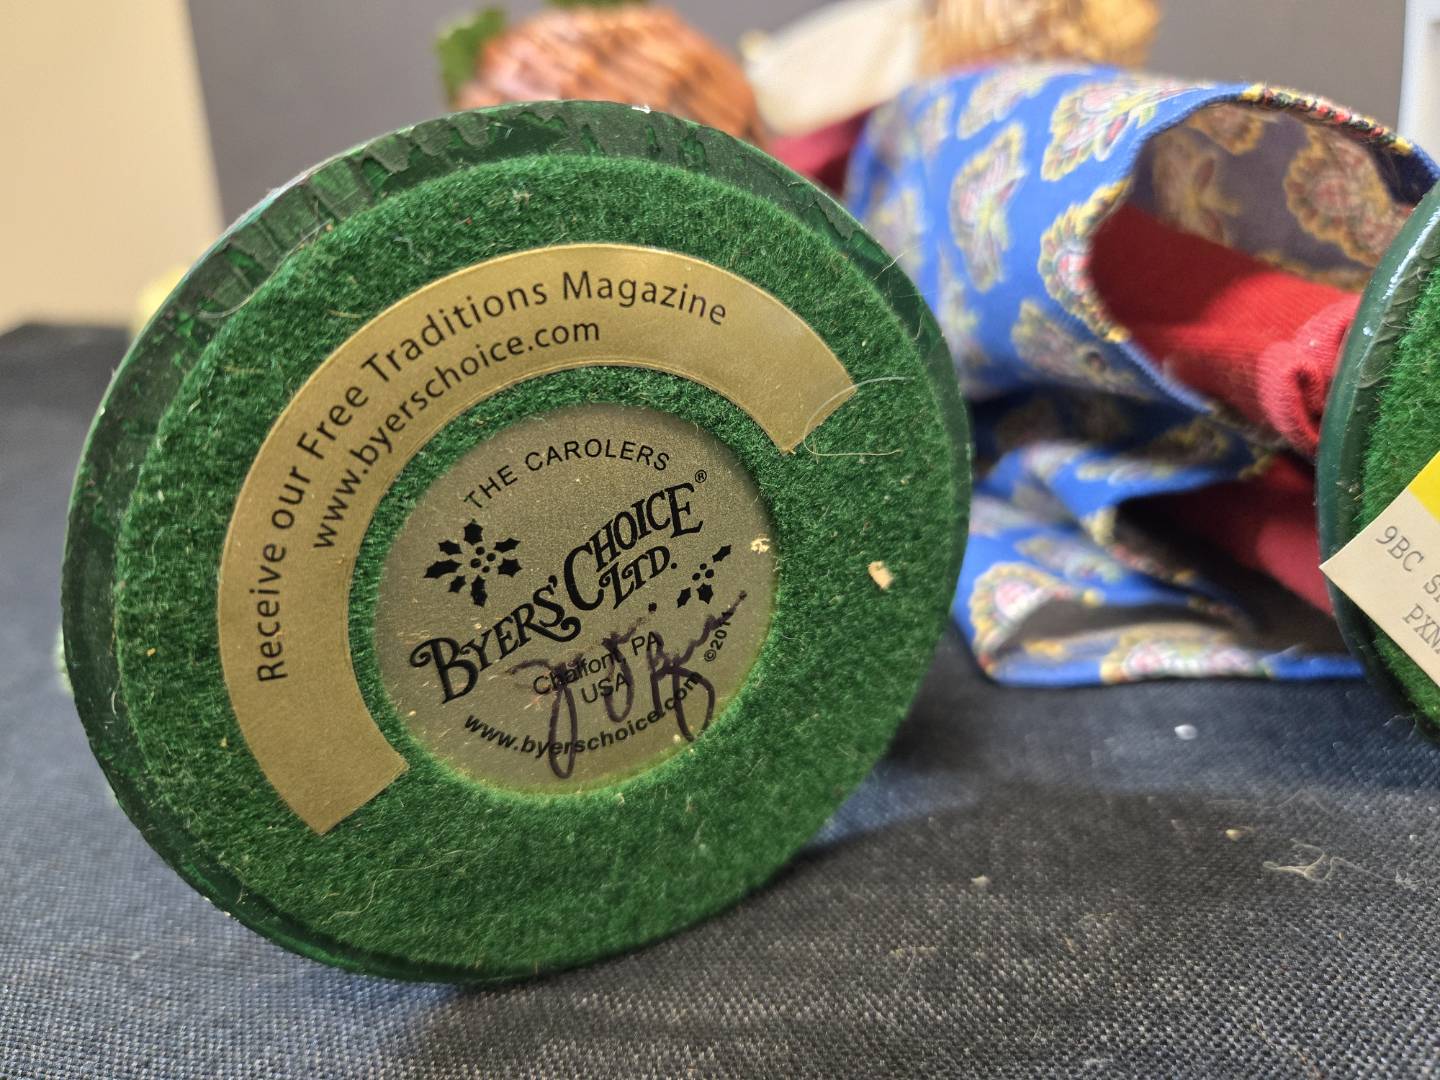 Receive our Free Traditions Magazine
www.byerschoice.com
THE CAROLERS
BYERS' CHOICE®
LTD.
Chalfont, PA
USA
www.byerschoice.com
9BC